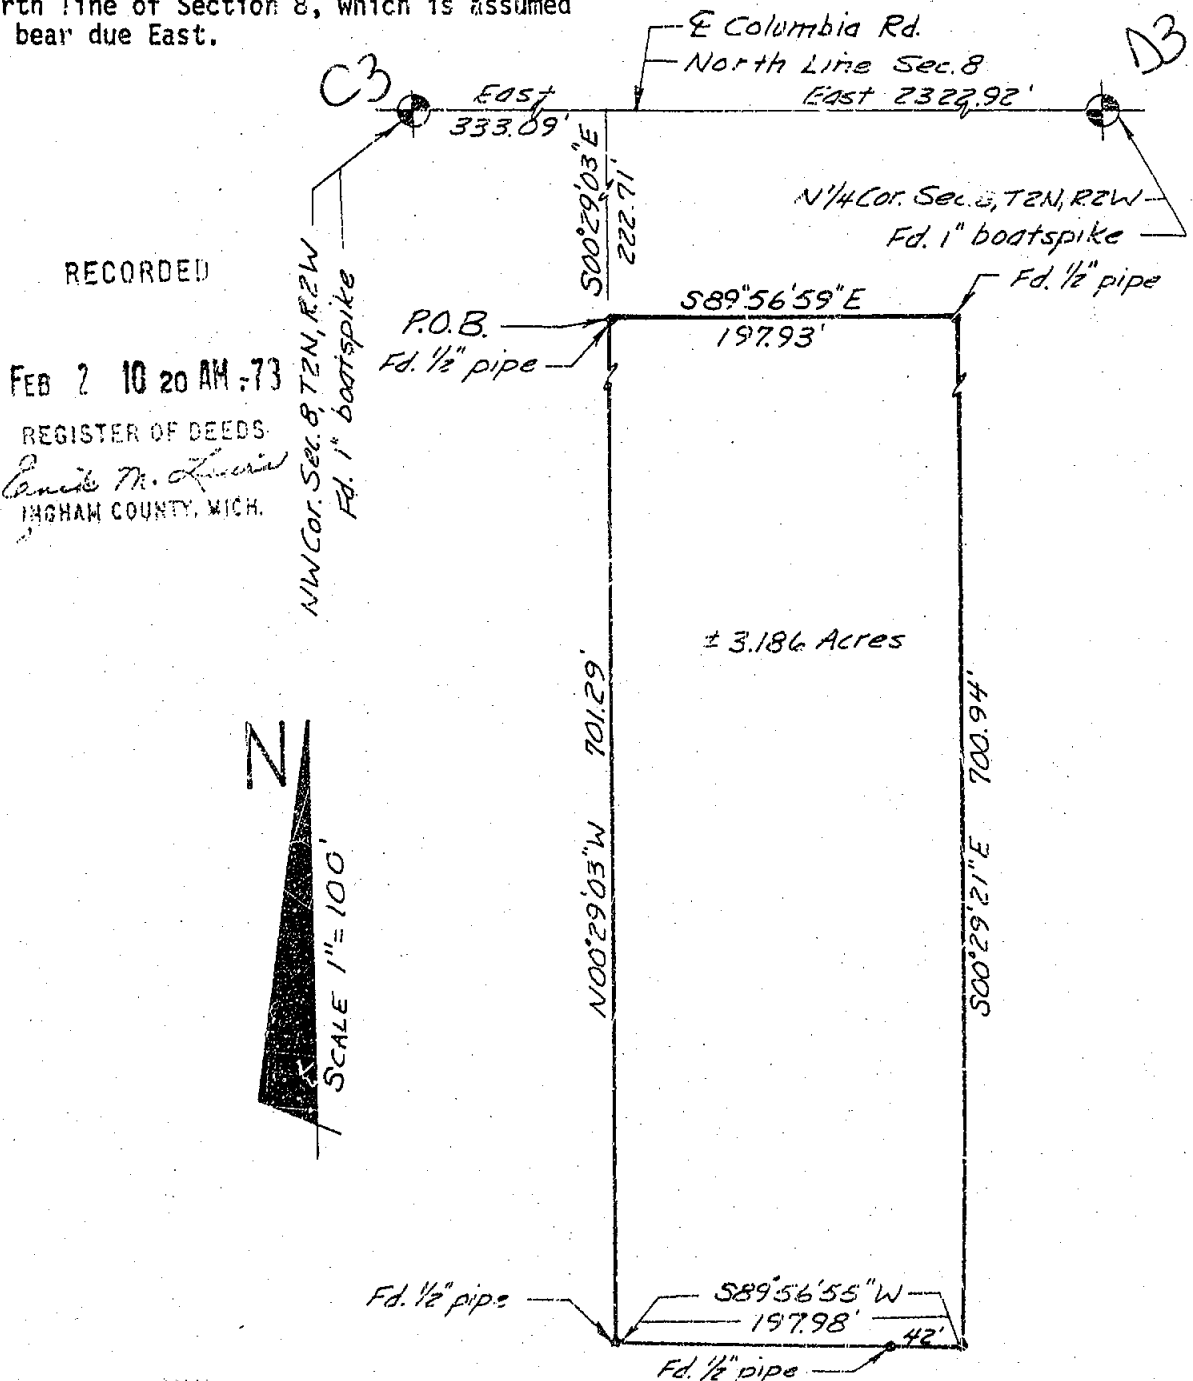 rth line of Section 8, which is assumed
bear due East.
C3
D3
℄ Columbia Rd.
North Line Sec. 8
East
333.09'
East 2322.92'
S00°29'03"E
222.71'
N 1/4 Cor. Sec. 8, T2N, R2W
Fd. 1" boatspike
NW Cor. Sec. 8, T2N, R2W
Fd. 1" boatspike
RECORDED
FEB 2 10 20 AM '73
REGISTER OF DEEDS
INGHAM COUNTY, MICH.
P.O.B.
Fd. 1/2" pipe
S89°56'59"E
197.93'
Fd. 1/2" pipe
± 3.186 Acres
N00°29'03"W 701.29'
S00°29'21"E 700.94'
N
SCALE 1"=100'
Fd. 1/2" pipe
S89°56'55"W
197.98'
42'
Fd. 1/2" pipe